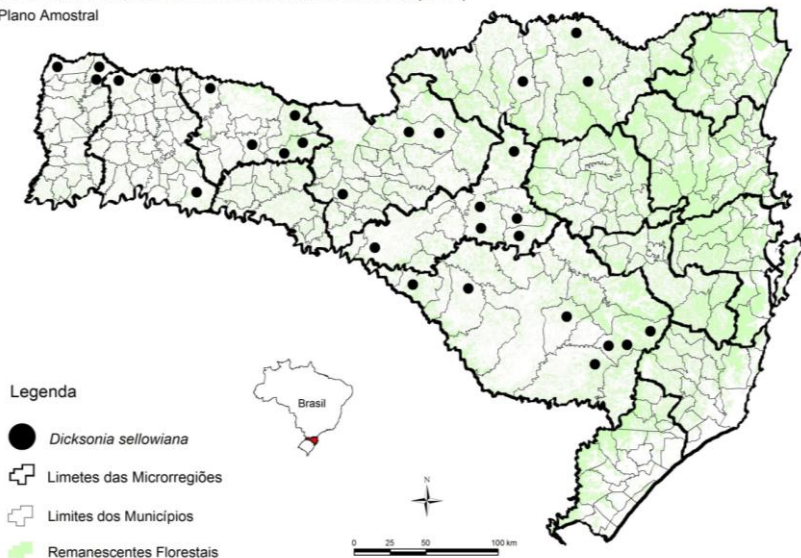 Plano Amostral
Brasil
Legenda
Dicksonia sellowiana
Limetes das Microrregiões
Limites dos Municípios
Remanescentes Florestais
N
0 25 50 100 km